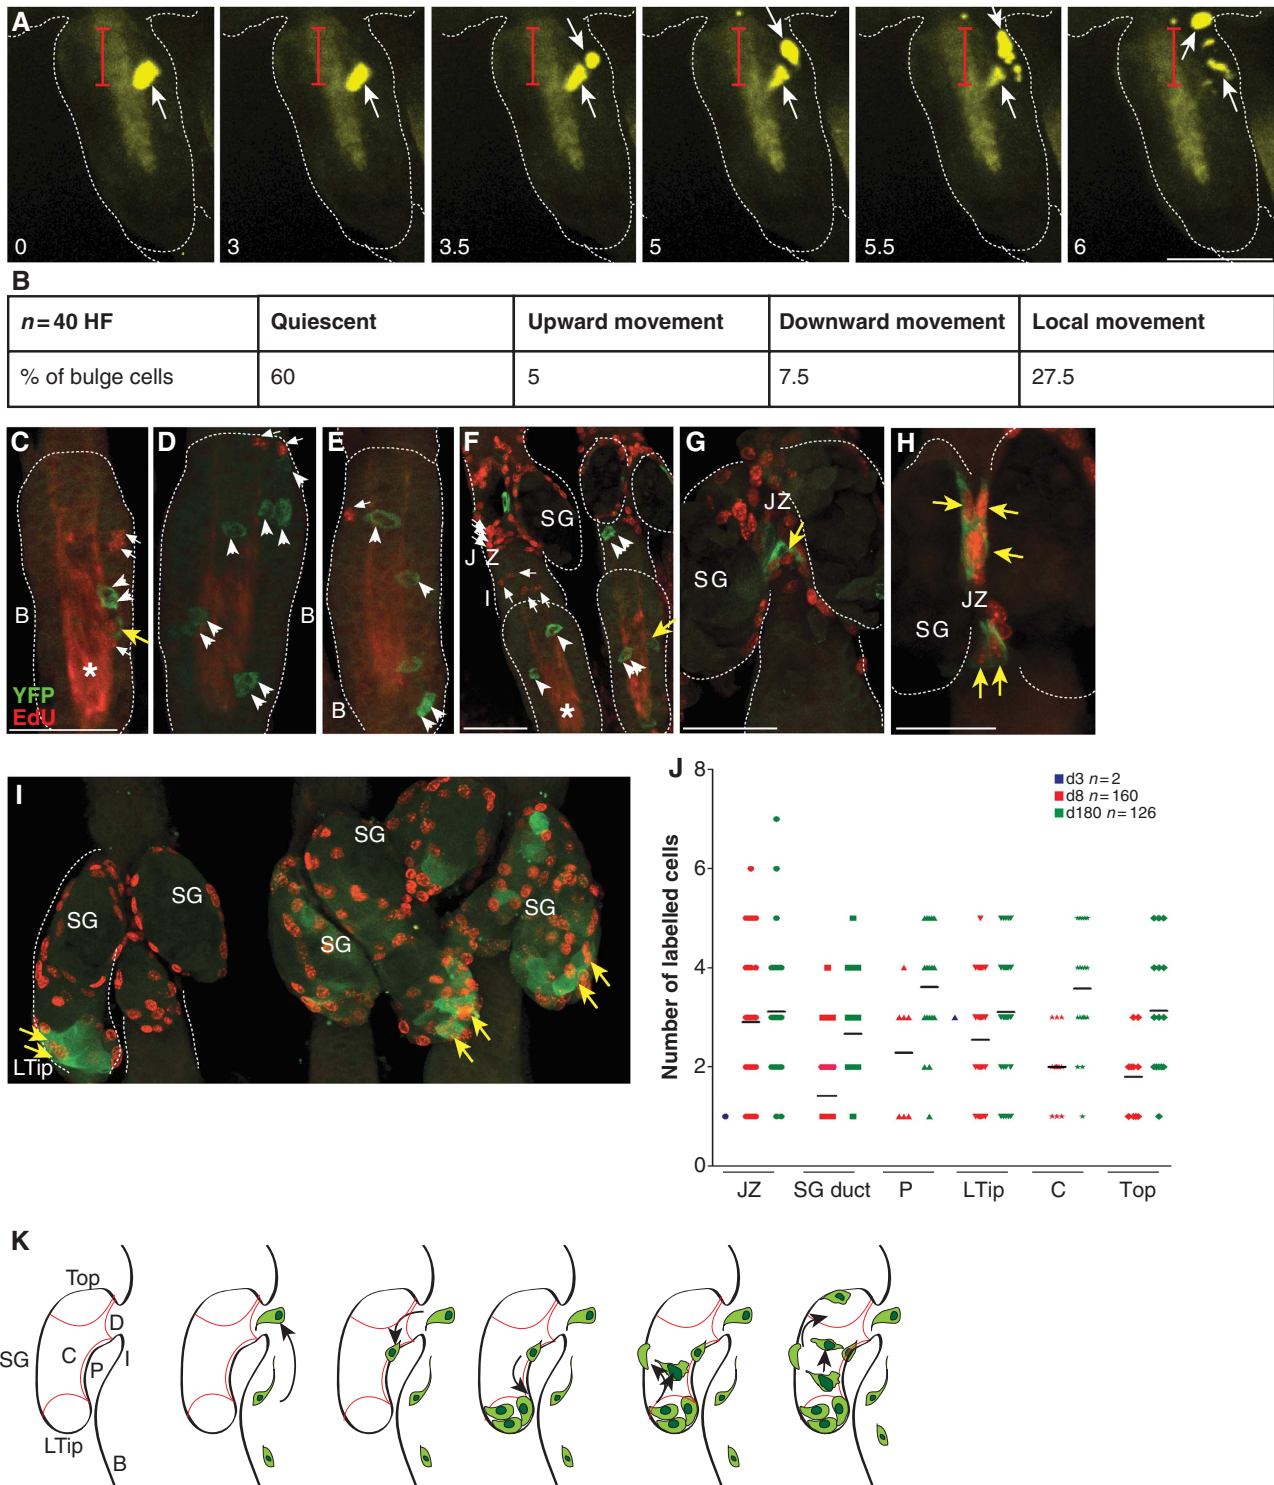 A
0
3
3.5
5
5.5
6
B
n=40 HF Quiescent Upward movement Downward movement Local movement
% of bulge cells 60 5 7.5 27.5
C
B
*
YFP
EdU
D
B
E
B
F
SG
JZ
I
*
G
JZ
SG
H
JZ
SG
I
SG
SG
SG
SG
SG
LTip
J
8
6
4
2
0
Number of labelled cells
d3 n=2
d8 n=160
d180 n=126
JZ SG duct P LTip C Top
K
Top
D
SG
C
P
I
LTip
B